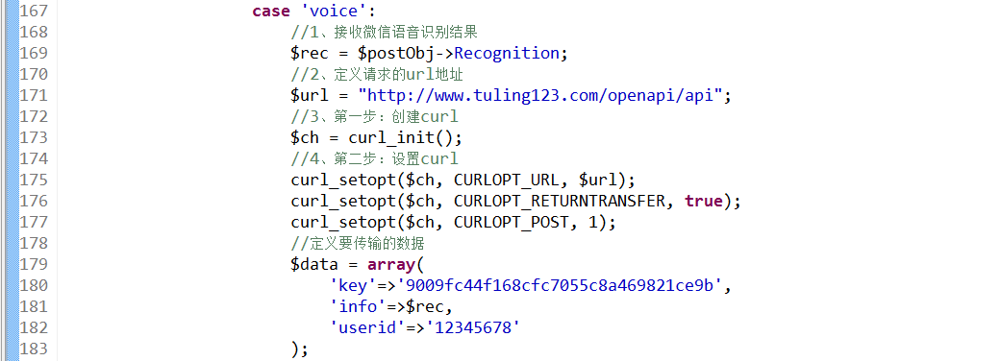 167 case 'voice':
168 //1、接收微信语音识别结果
169 $rec = $postObj->Recognition;
170 //2、定义请求的url地址
171 $url = "http://www.tuling123.com/openapi/api";
172 //3、第一步：创建curl
173 $ch = curl_init();
174 //4、第二步：设置curl
175 curl_setopt($ch, CURLOPT_URL, $url);
176 curl_setopt($ch, CURLOPT_RETURNTRANSFER, true);
177 curl_setopt($ch, CURLOPT_POST, 1);
178 //定义要传输的数据
179 $data = array(
180 'key'=>'9009fc44f168cfc7055c8a469821ce9b',
181 'info'=>$rec,
182 'userid'=>'12345678'
183 );